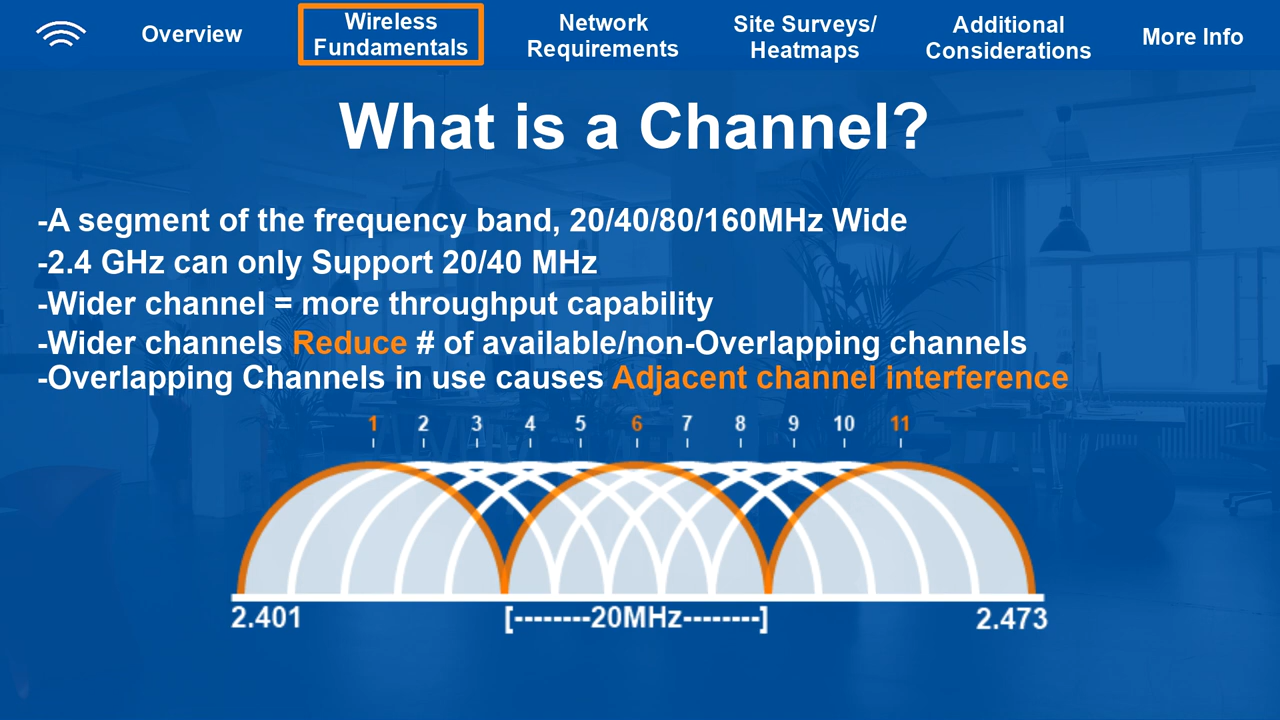 Overview
Wireless
Fundamentals
Network
Requirements
Site Surveys/
Heatmaps
Additional
Considerations
More Info
What is a Channel?
-A segment of the frequency band, 20/40/80/160MHz Wide
-2.4 GHz can only Support 20/40 MHz
-Wider channel = more throughput capability
-Wider channels Reduce # of available/non-Overlapping channels
-Overlapping Channels in use causes Adjacent channel interference
1 2 3 4 5 6 7 8 9 10 11
2.401 [--------20MHz--------] 2.473